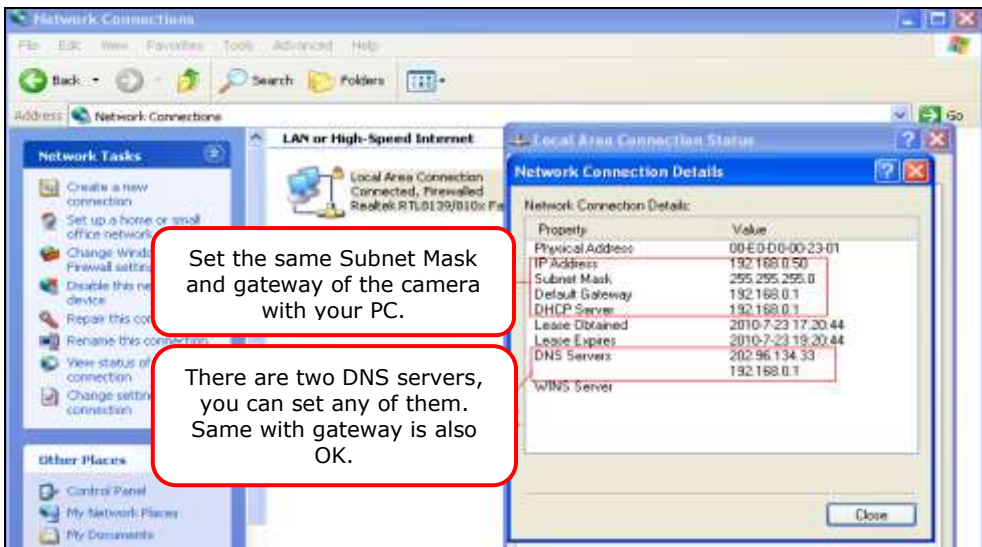 Network Connections
File Edit View Favorites Tools Advanced Help
Back Search Folders
Address Network Connections Go
Network Tasks
Create a new
connection
Set up a home or small
office network
Change Windo
Firewall settin
Disable this ne
device
Repair this con
Rename this connection
View status of
connection
Change settin
connection
Other Places
Control Panel
My Network Places
My Documents
LAN or High-Speed Internet
Local Area Connection
Connected, Firewalled
Realtek RTL8139/810x Fa
Set the same Subnet Mask
and gateway of the camera
with your PC.
There are two DNS servers,
you can set any of them.
Same with gateway is also
OK.
Local Area Connection Status
Network Connection Details
Network Connection Details:
Property Value
Physical Address 00-E0-D0-00-23-01
IP Address 192.168.0.50
Subnet Mask 255.255.255.0
Default Gateway 192.168.0.1
DHCP Server 192.168.0.1
Lease Obtained 2010-7-23 17:20:44
Lease Expires 2010-7-23 19:20:44
DNS Servers 202.96.134.33
192.168.0.1
WINS Server
Close